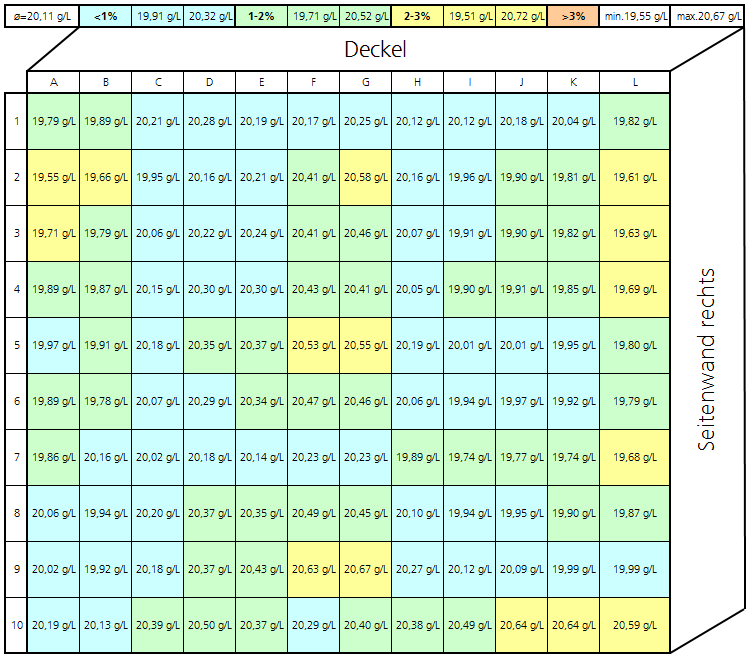 ø=20,11 g/L <1% 19,91 g/L 20,32 g/L 1-2% 19,71 g/L 20,52 g/L 2-3% 19,51 g/L 20,72 g/L >3% min.19,55 g/L max.20,67 g/L
Deckel
A B C D E F G H I J K L
1 19,79 g/L 19,89 g/L 20,21 g/L 20,28 g/L 20,19 g/L 20,17 g/L 20,25 g/L 20,12 g/L 20,12 g/L 20,18 g/L 20,04 g/L 19,82 g/L
2 19,55 g/L 19,66 g/L 19,95 g/L 20,16 g/L 20,21 g/L 20,41 g/L 20,58 g/L 20,16 g/L 19,96 g/L 19,90 g/L 19,81 g/L 19,61 g/L
3 19,71 g/L 19,79 g/L 20,06 g/L 20,22 g/L 20,24 g/L 20,41 g/L 20,46 g/L 20,07 g/L 19,91 g/L 19,90 g/L 19,82 g/L 19,63 g/L
4 19,89 g/L 19,87 g/L 20,15 g/L 20,30 g/L 20,30 g/L 20,43 g/L 20,41 g/L 20,05 g/L 19,90 g/L 19,91 g/L 19,85 g/L 19,69 g/L
5 19,97 g/L 19,91 g/L 20,18 g/L 20,35 g/L 20,37 g/L 20,53 g/L 20,55 g/L 20,19 g/L 20,01 g/L 20,01 g/L 19,95 g/L 19,80 g/L
6 19,89 g/L 19,78 g/L 20,07 g/L 20,29 g/L 20,34 g/L 20,47 g/L 20,46 g/L 20,06 g/L 19,94 g/L 19,97 g/L 19,92 g/L 19,79 g/L
7 19,86 g/L 20,16 g/L 20,02 g/L 20,18 g/L 20,14 g/L 20,23 g/L 20,23 g/L 19,89 g/L 19,74 g/L 19,77 g/L 19,74 g/L 19,68 g/L
8 20,06 g/L 19,94 g/L 20,20 g/L 20,37 g/L 20,35 g/L 20,49 g/L 20,45 g/L 20,10 g/L 19,94 g/L 19,95 g/L 19,90 g/L 19,87 g/L
9 20,02 g/L 19,92 g/L 20,18 g/L 20,37 g/L 20,43 g/L 20,63 g/L 20,67 g/L 20,27 g/L 20,12 g/L 20,09 g/L 19,99 g/L 19,99 g/L
10 20,19 g/L 20,13 g/L 20,39 g/L 20,50 g/L 20,37 g/L 20,29 g/L 20,40 g/L 20,38 g/L 20,49 g/L 20,64 g/L 20,64 g/L 20,59 g/L
Seitenwand rechts